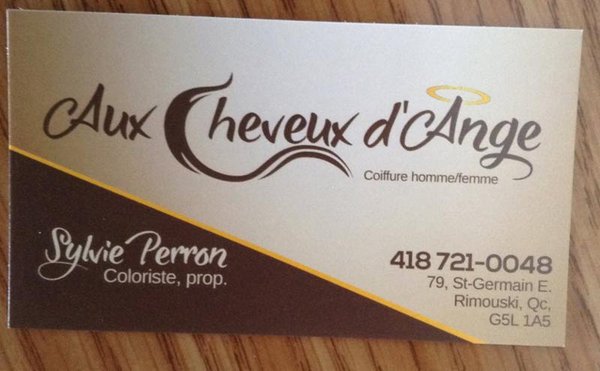 Aux Cheveux d'Ange
Coiffure homme/femme
Sylvie Perron
Coloriste, prop.
418 721-0048
79, St-Germain E.
Rimouski, Qc,
G5L 1A5